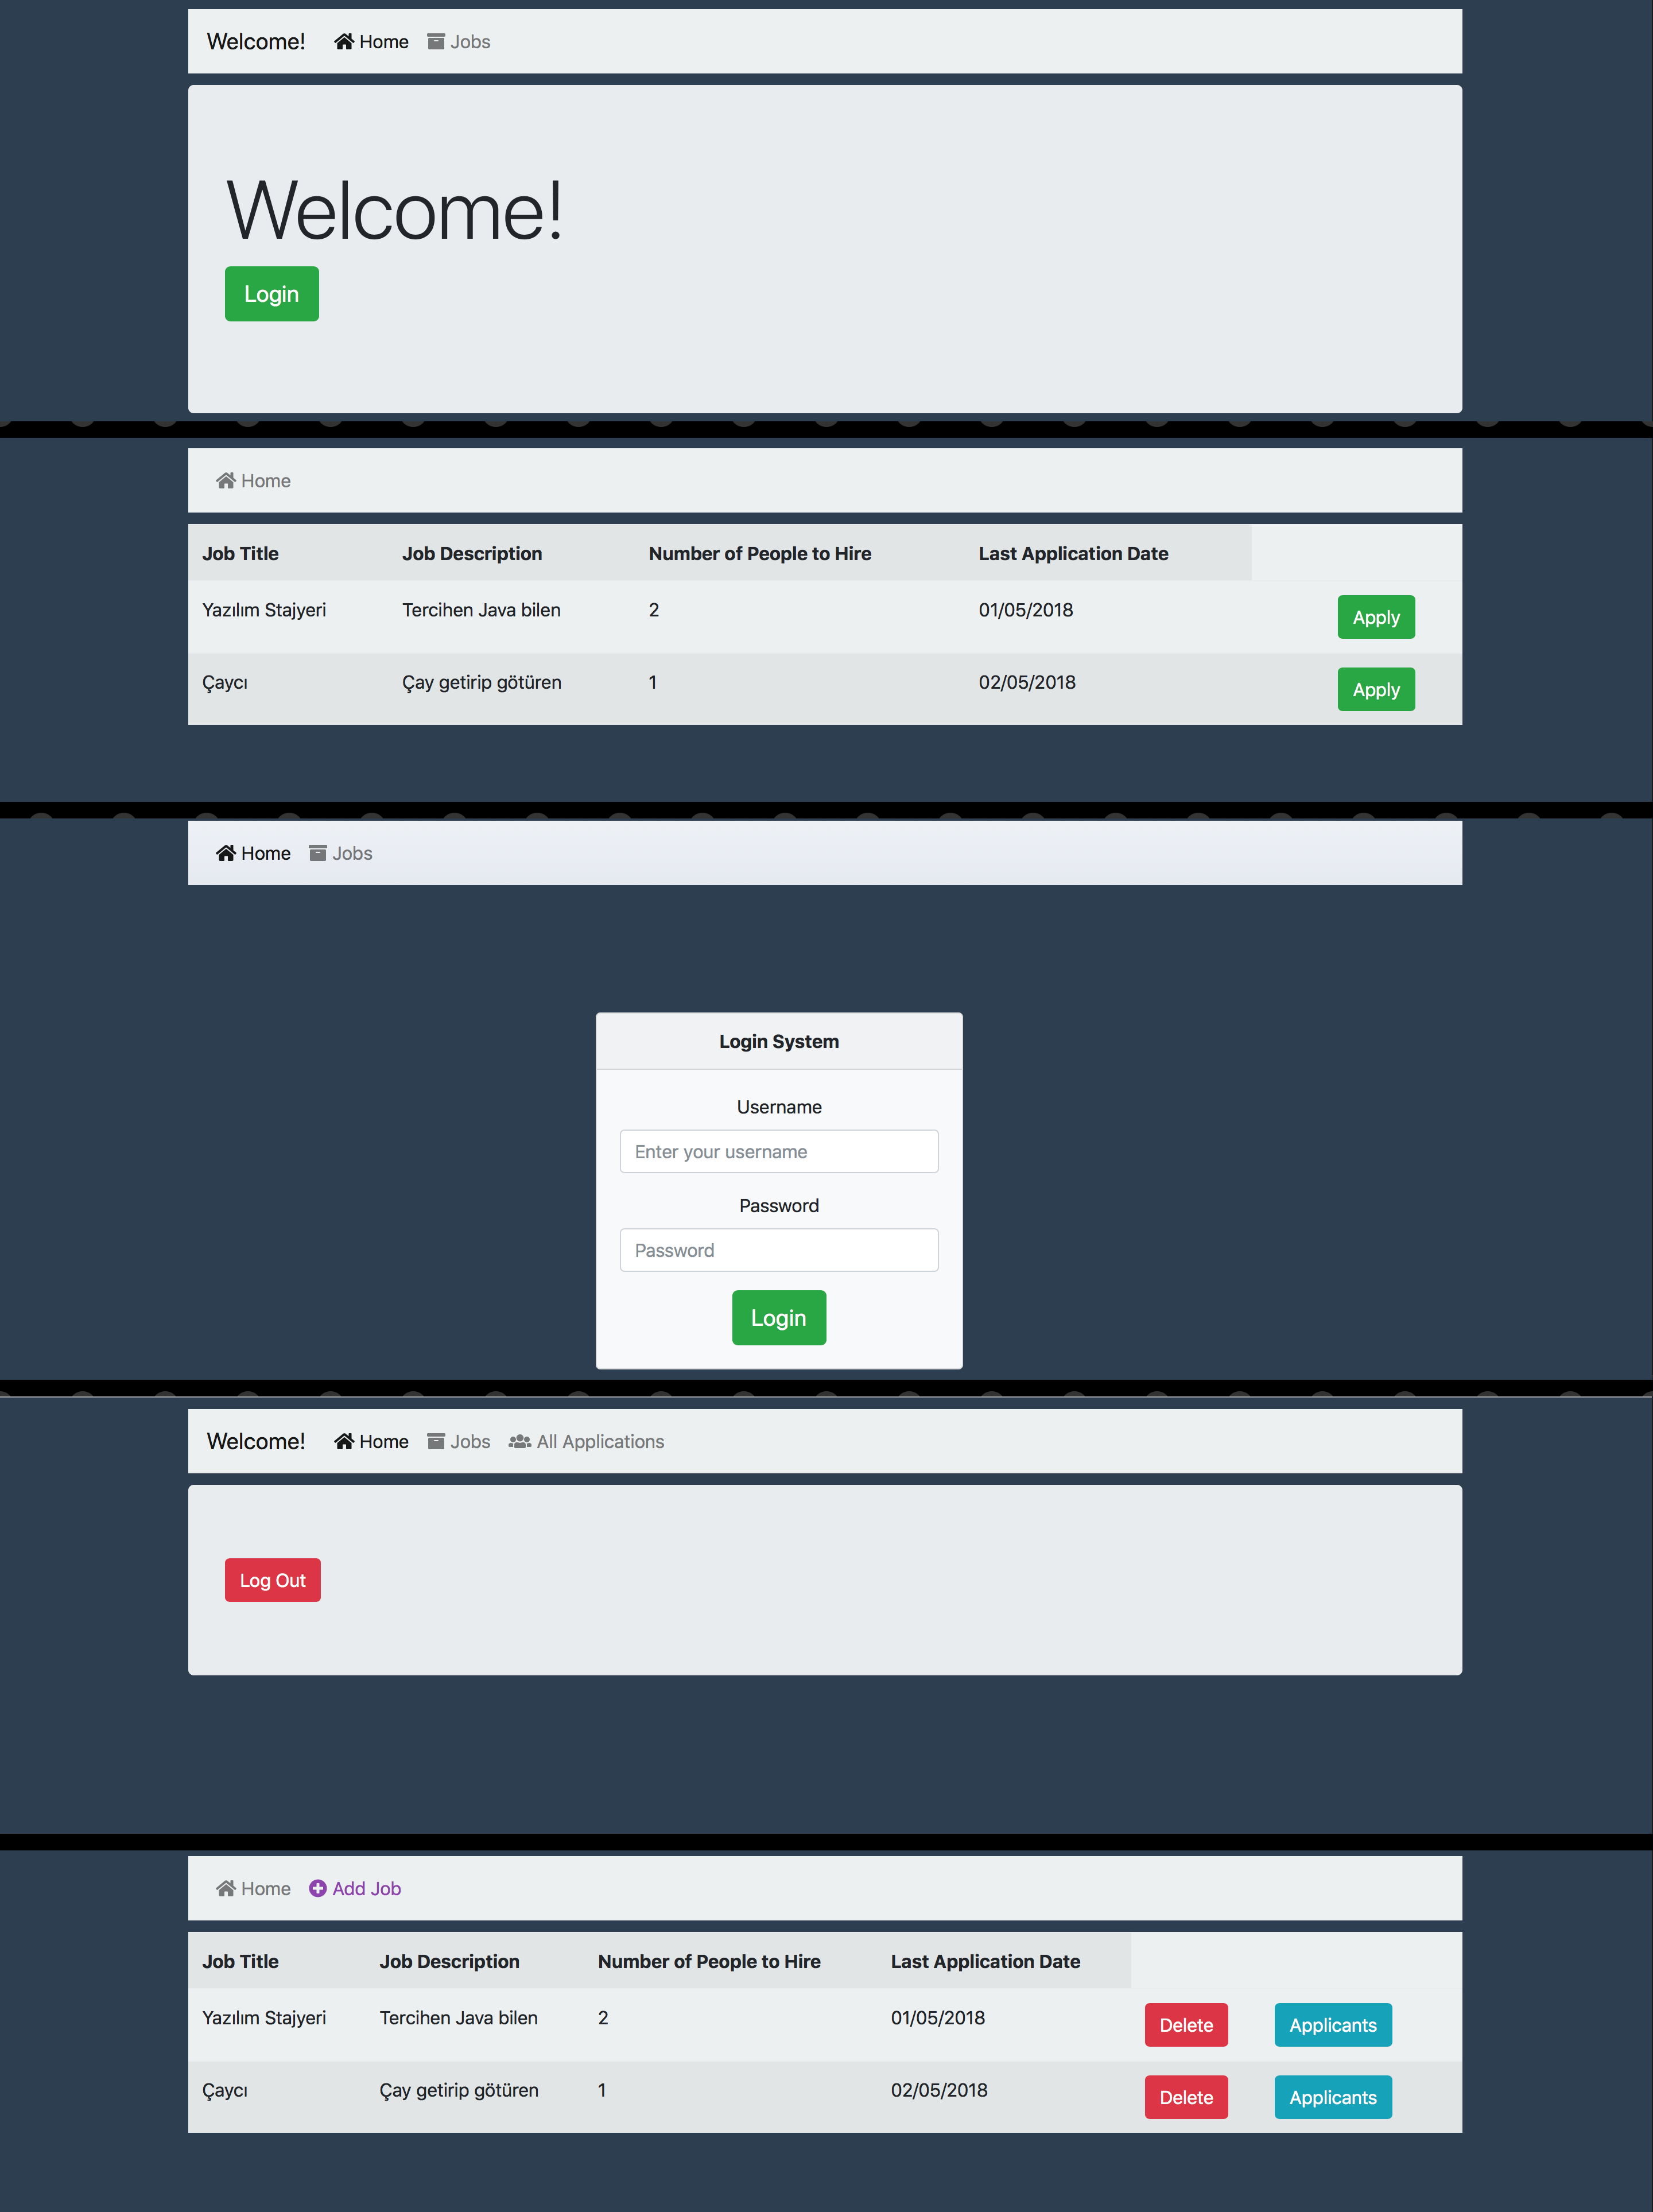 Welcome! Home Jobs
Welcome!
Login
Home
Job Title Job Description Number of People to Hire Last Application Date
Yazılım Stajyeri Tercihen Java bilen 2 01/05/2018 Apply
Çaycı Çay getirip götüren 1 02/05/2018 Apply
Home Jobs
Login System
Username
Enter your username
Password
Password
Login
Welcome! Home Jobs All Applications
Log Out
Home Add Job
Job Title Job Description Number of People to Hire Last Application Date
Yazılım Stajyeri Tercihen Java bilen 2 01/05/2018 Delete Applicants
Çaycı Çay getirip götüren 1 02/05/2018 Delete Applicants